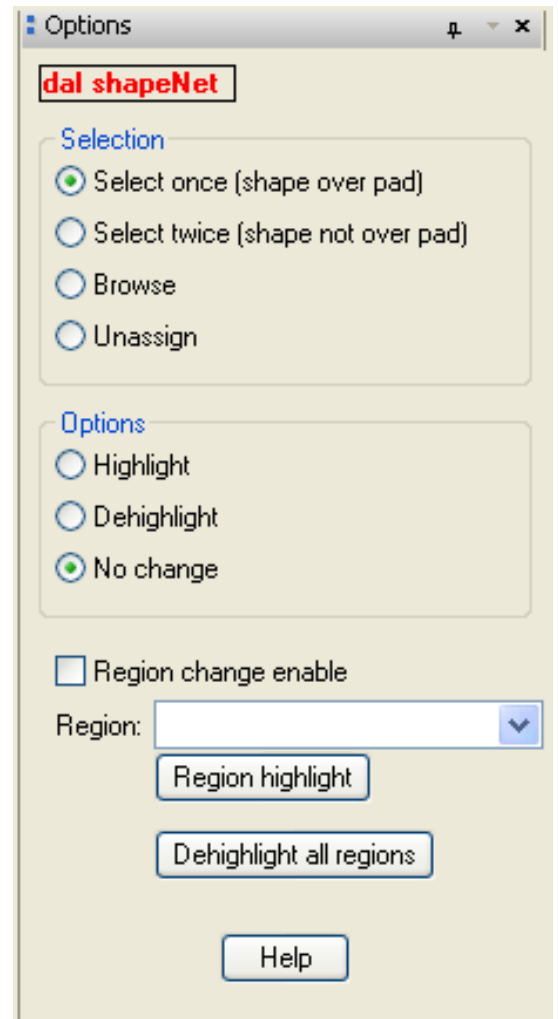 Options
dal shapeNet
Selection
Select once (shape over pad)
Select twice (shape not over pad)
Browse
Unassign
Options
Highlight
Dehighlight
No change
Region change enable
Region:
Region highlight
Dehighlight all regions
Help